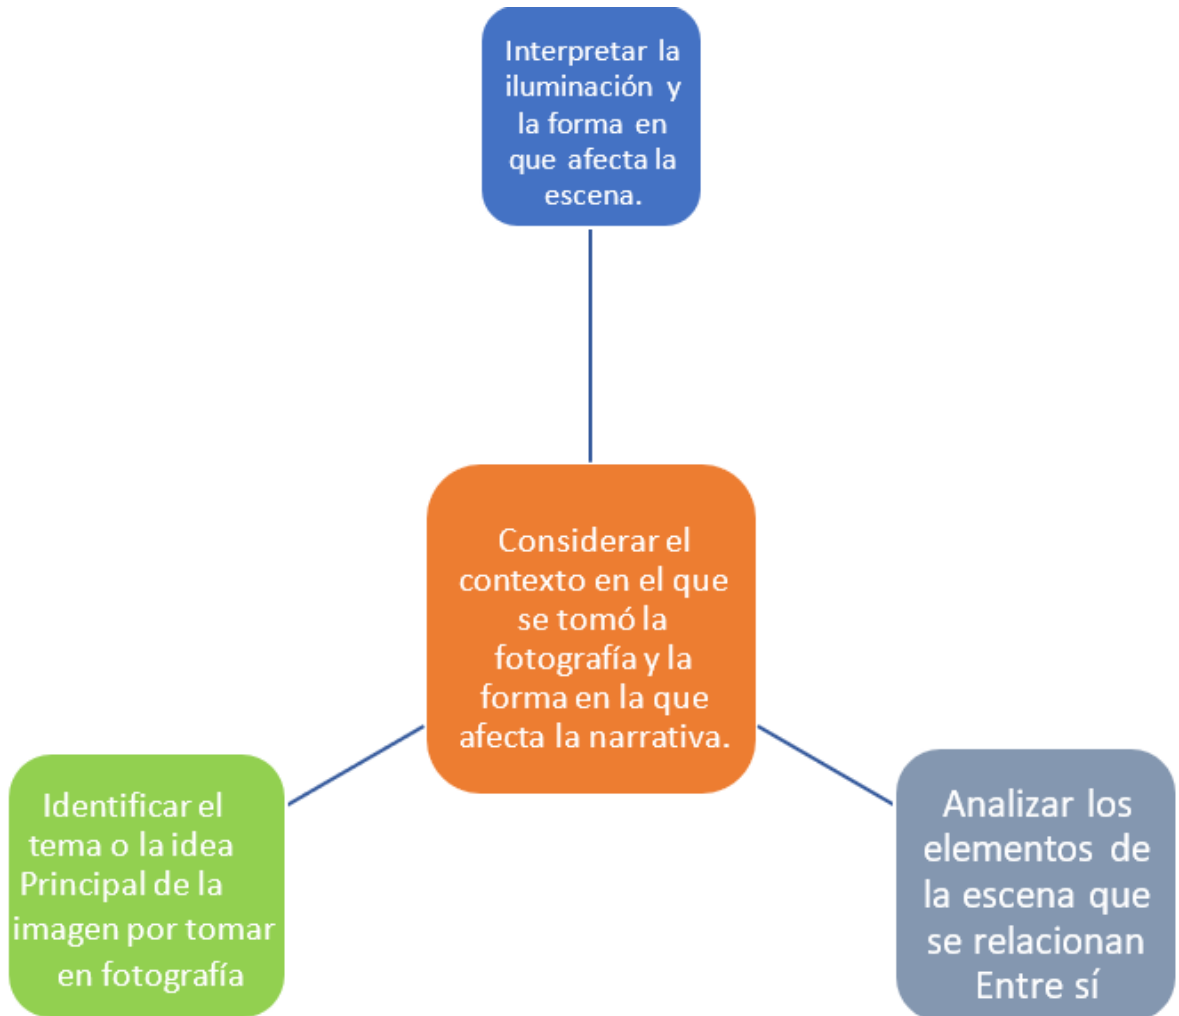 Interpretar la
iluminación y
la forma en
que afecta la
escena.
Considerar el
contexto en el que
se tomó la
fotografía y la
forma en la que
afecta la narrativa.
Identificar el
tema o la idea
Principal de la
imagen por tomar
en fotografía
Analizar los
elementos de
la escena que
se relacionan
Entre sí